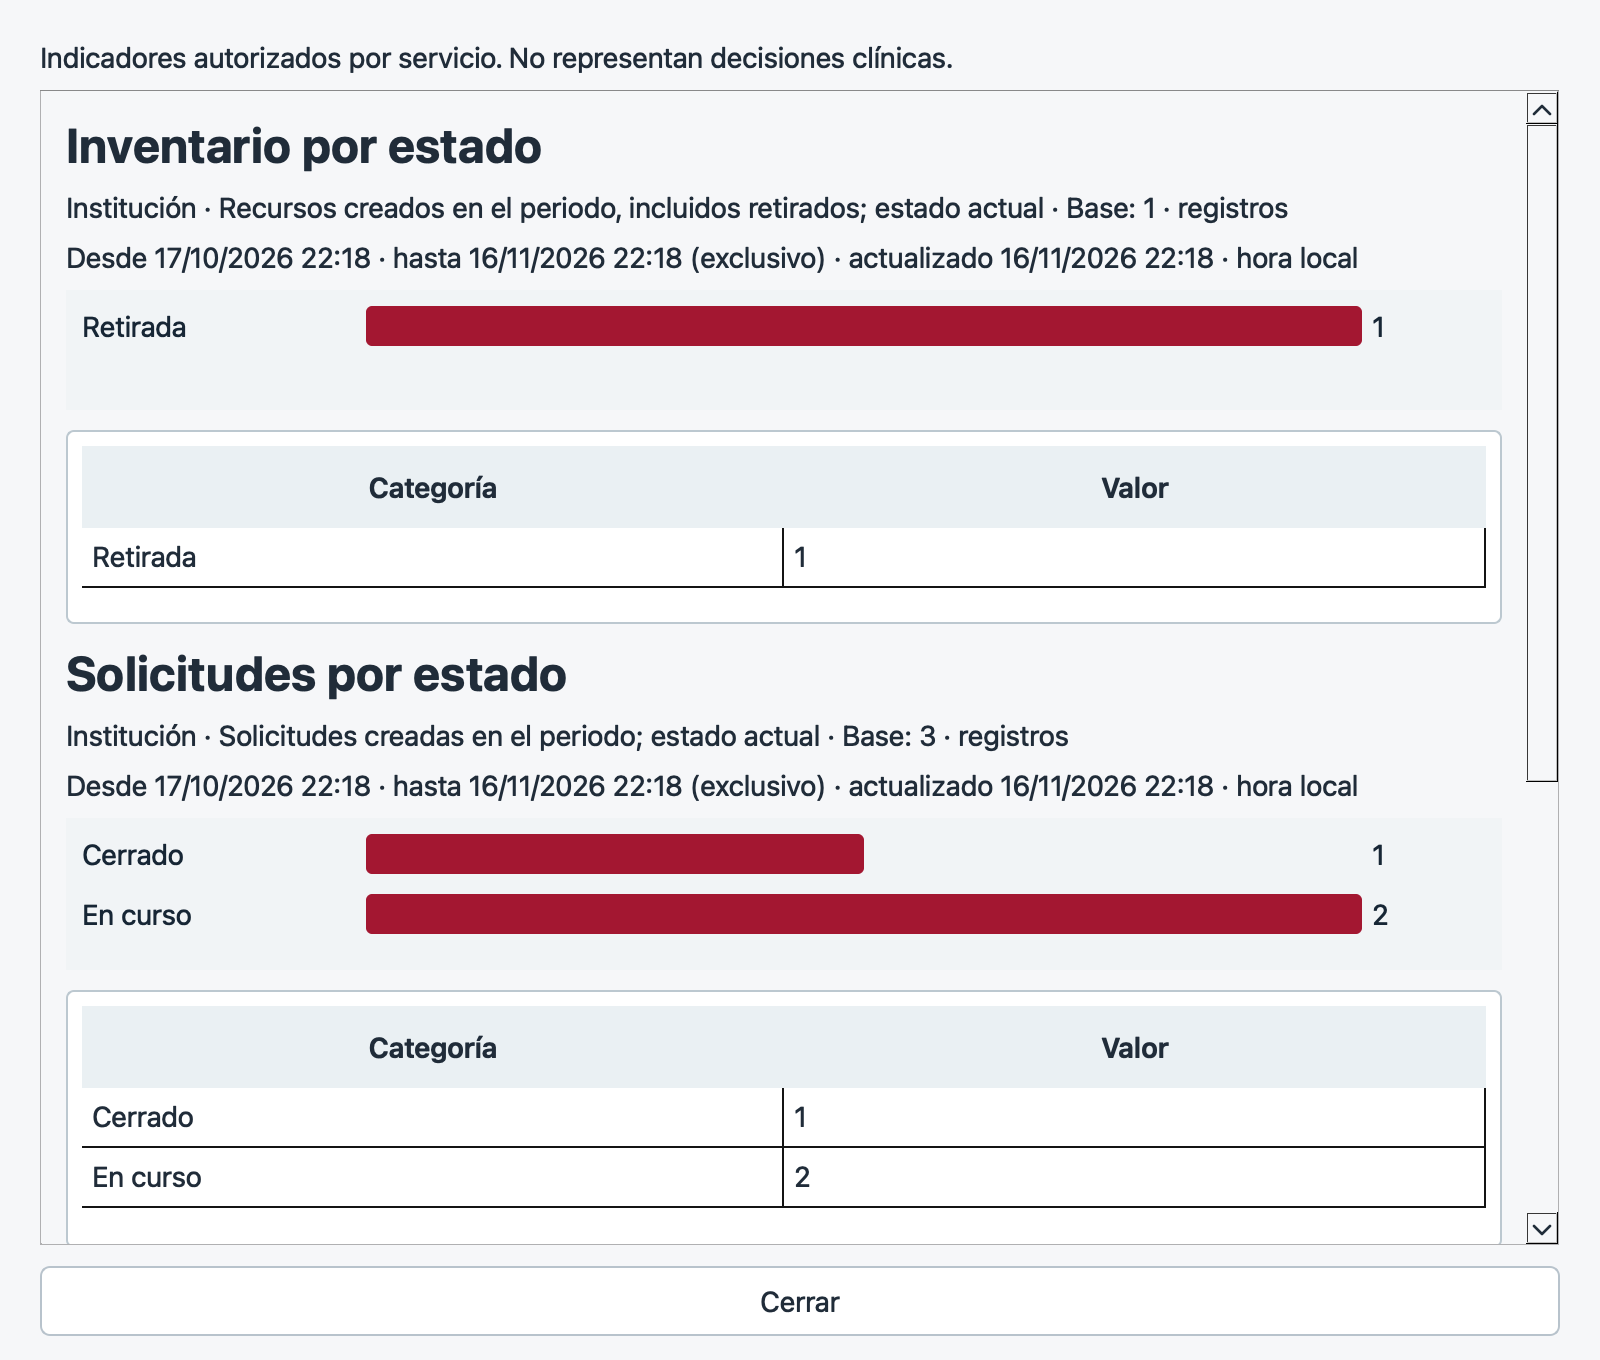 Indicadores autorizados por servicio. No representan decisiones clínicas.
Inventario por estado
Institución · Recursos creados en el periodo, incluidos retirados; estado actual · Base: 1 · registros
Desde 17/10/2026 22:18 · hasta 16/11/2026 22:18 (exclusivo) · actualizado 16/11/2026 22:18 · hora local
Retirada 1
Categoría Valor
Retirada 1
Solicitudes por estado
Institución · Solicitudes creadas en el periodo; estado actual · Base: 3 · registros
Desde 17/10/2026 22:18 · hasta 16/11/2026 22:18 (exclusivo) · actualizado 16/11/2026 22:18 · hora local
Cerrado 1
En curso 2
Categoría Valor
Cerrado 1
En curso 2
Cerrar